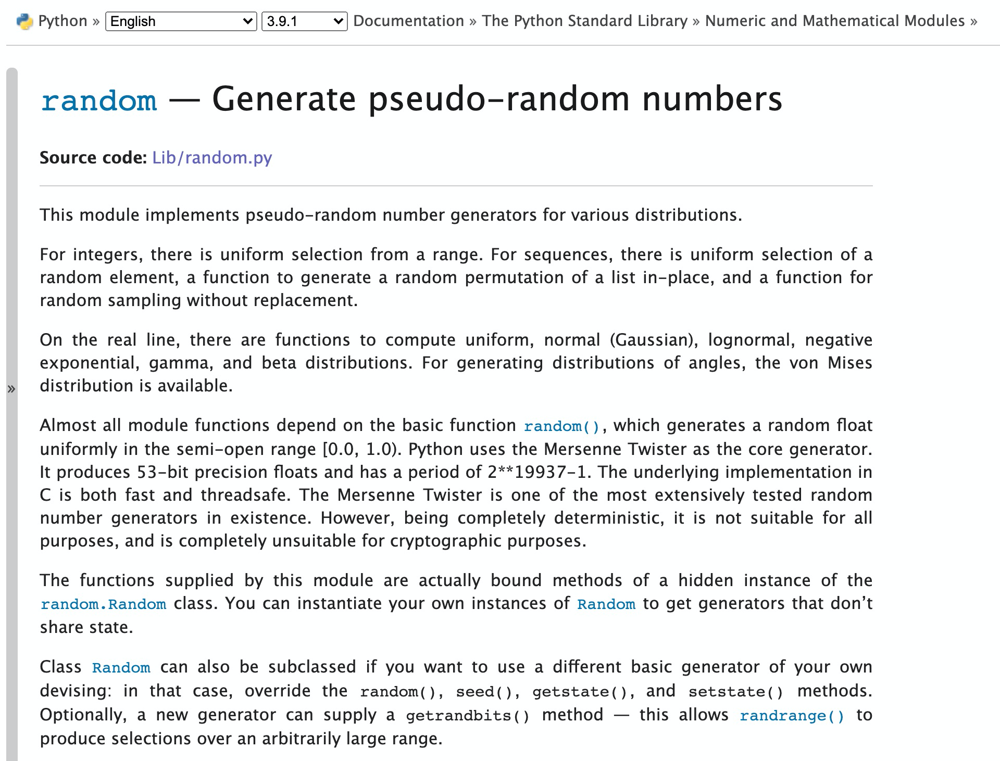 Python » English 3.9.1 Documentation » The Python Standard Library » Numeric and Mathematical Modules »
random — Generate pseudo-random numbers
Source code: Lib/random.py
This module implements pseudo-random number generators for various distributions.
For integers, there is uniform selection from a range. For sequences, there is uniform selection of a
random element, a function to generate a random permutation of a list in-place, and a function for
random sampling without replacement.
On the real line, there are functions to compute uniform, normal (Gaussian), lognormal, negative
exponential, gamma, and beta distributions. For generating distributions of angles, the von Mises
distribution is available.
»
Almost all module functions depend on the basic function random(), which generates a random float
uniformly in the semi-open range [0.0, 1.0). Python uses the Mersenne Twister as the core generator.
It produces 53-bit precision floats and has a period of 2**19937-1. The underlying implementation in
C is both fast and threadsafe. The Mersenne Twister is one of the most extensively tested random
number generators in existence. However, being completely deterministic, it is not suitable for all
purposes, and is completely unsuitable for cryptographic purposes.
The functions supplied by this module are actually bound methods of a hidden instance of the
random.Random class. You can instantiate your own instances of Random to get generators that don’t
share state.
Class Random can also be subclassed if you want to use a different basic generator of your own
devising: in that case, override the random(), seed(), getstate(), and setstate() methods.
Optionally, a new generator can supply a getrandbits() method — this allows randrange() to
produce selections over an arbitrarily large range.